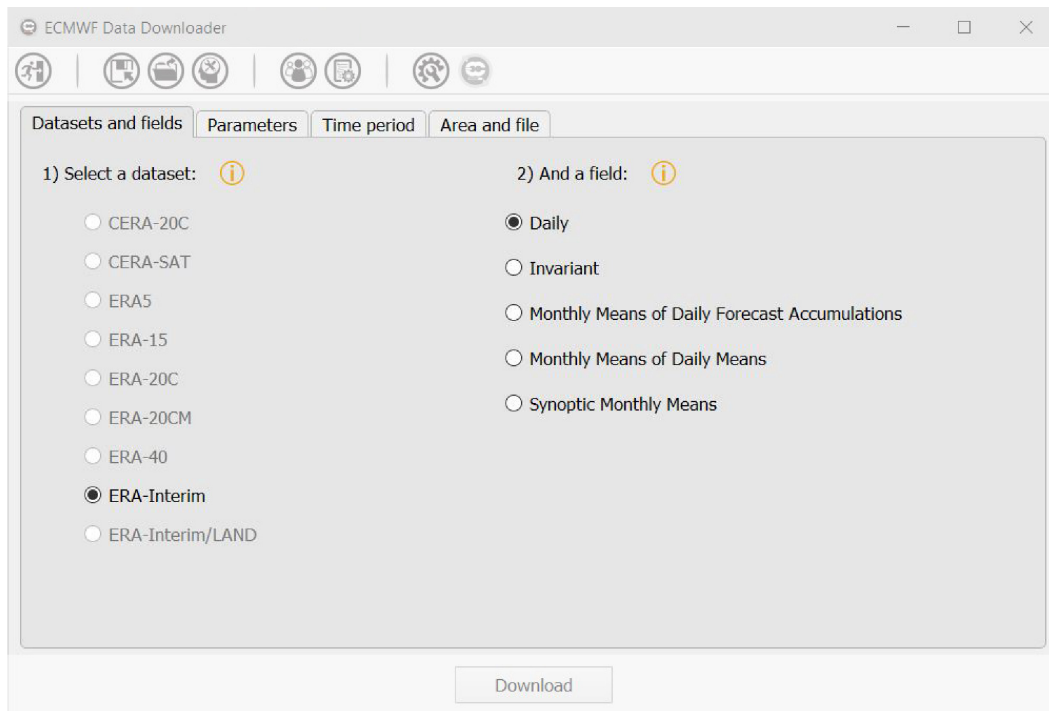 ECMWF Data Downloader
Datasets and fields
Parameters
Time period
Area and file
1) Select a dataset:
CERA-20C
CERA-SAT
ERA5
ERA-15
ERA-20C
ERA-20CM
ERA-40
ERA-Interim
ERA-Interim/LAND
2) And a field:
Daily
Invariant
Monthly Means of Daily Forecast Accumulations
Monthly Means of Daily Means
Synoptic Monthly Means
Download